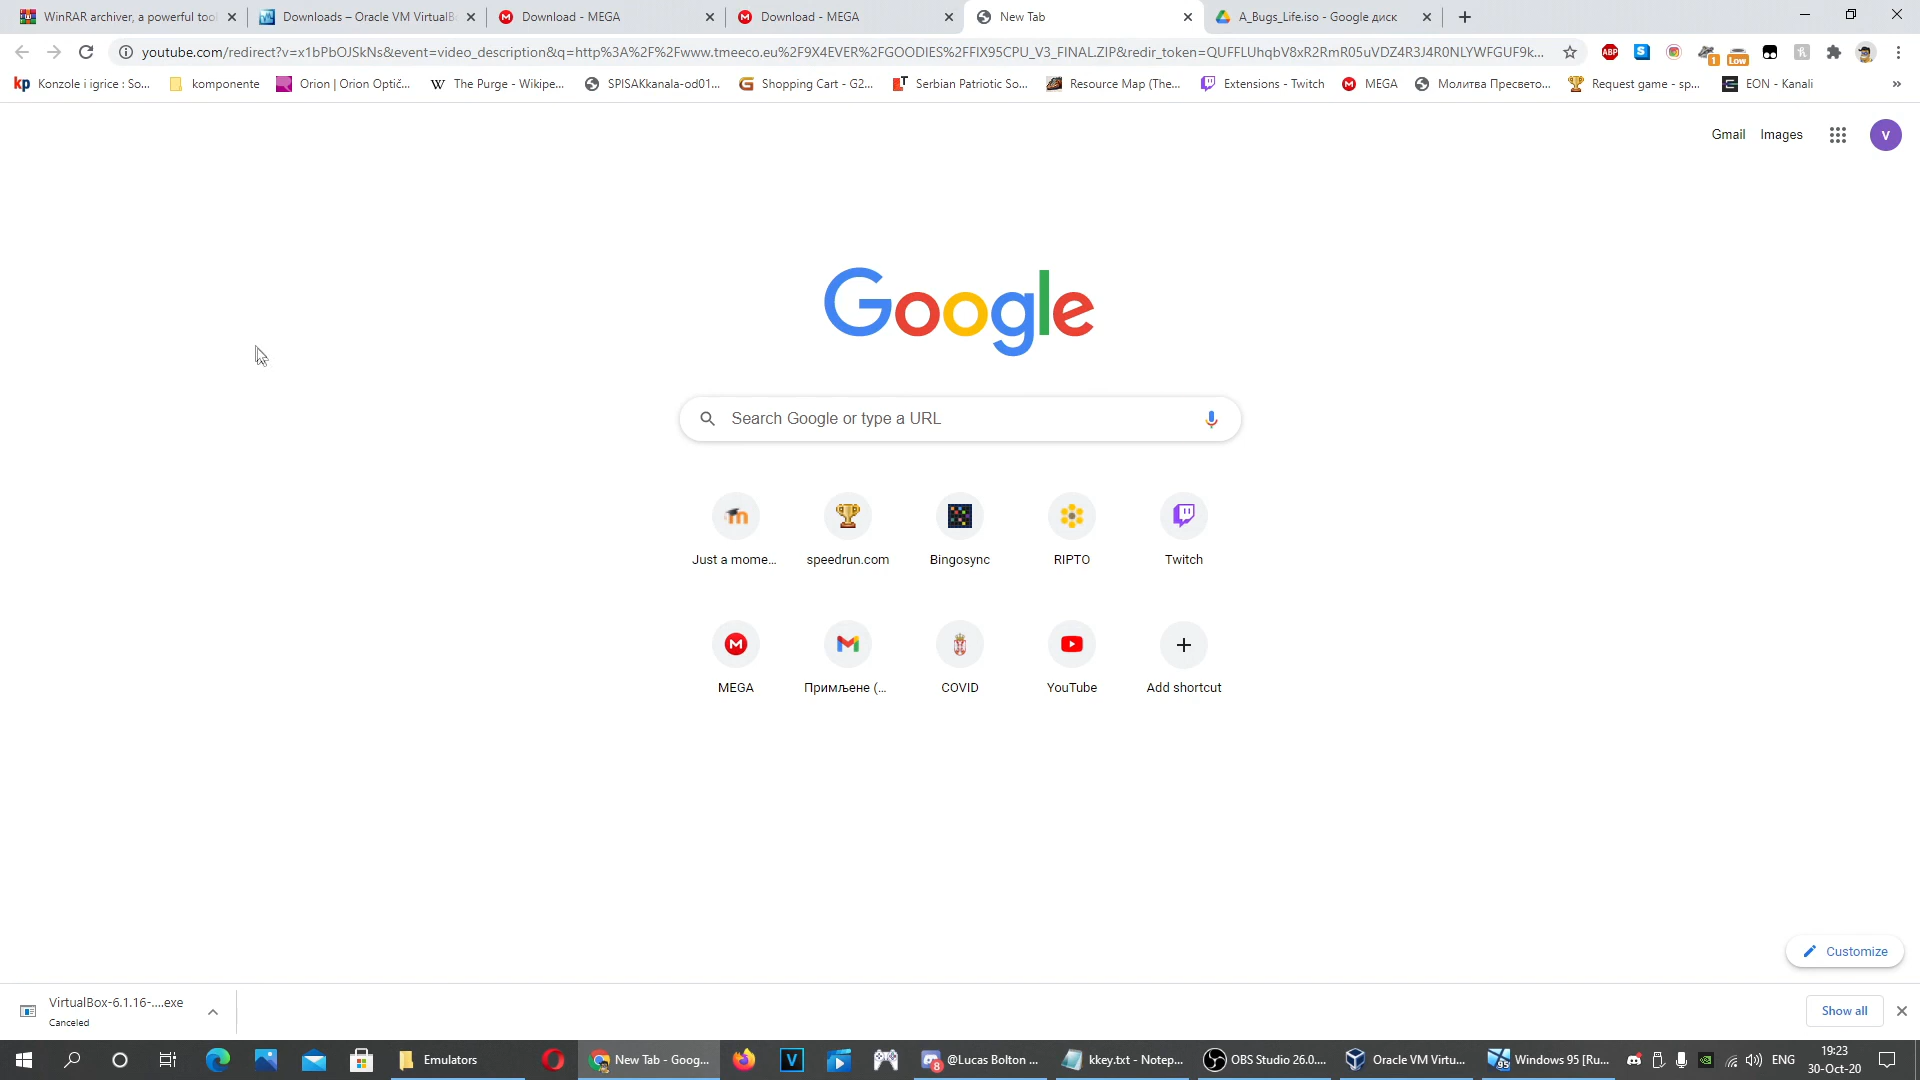 WinRAR archiver, a powerful tool
Downloads – Oracle VM VirtualB
Download - MEGA
Download - MEGA
New Tab
A_Bugs_Life.iso - Google диск
youtube.com/redirect?v=x1bPbOJSkNs&event=video_description&q=http%3A%2F%2Fwww.tmeeco.eu%2F9X4EVER%2FGOODIES%2FFIX95CPU_V3_FINAL.ZIP&redir_token=QUFFLUhqbV8xR2RmR05uVDZ4R3J4R0NLYWFGUF9k...
ABP
S
1
Low
kp Konzole i igrice : So...
komponente
Orion | Orion Optič...
W The Purge - Wikipe...
SPISAKkanala-od01...
Shopping Cart - G2...
Serbian Patriotic So...
Resource Map (The...
Extensions - Twitch
MEGA
Молитва Пресвето...
Request game - sp...
EON - Kanali
»
Gmail
Images
V
Google
Search Google or type a URL
Just a mome...
speedrun.com
Bingosync
RIPTO
Twitch
MEGA
Примљене (...
COVID
YouTube
Add shortcut
Customize
VirtualBox-6.1.16-....exe
Canceled
Show all
Emulators
New Tab - Goog...
V
8
@Lucas Bolton ...
kkey.txt - Notep...
OBS Studio 26.0....
Oracle VM Virtu...
95
Windows 95 [Ru...
ENG
19:23
30-Oct-20